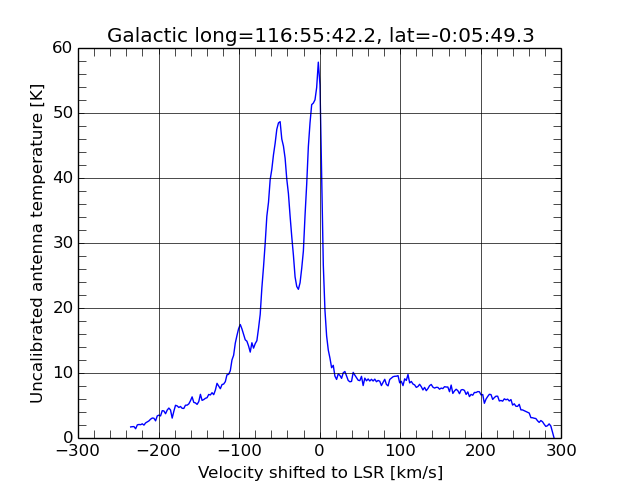 Galactic long=116:55:42.2, lat=-0:05:49.3
Uncalibrated antenna temperature [K]
60
50
40
30
20
10
0
−300 −200 −100 0 100 200 300
Velocity shifted to LSR [km/s]